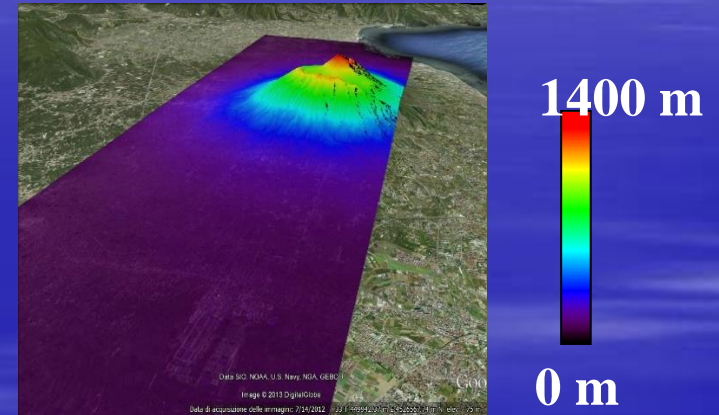 1400 m
0 m
Data SIO, NOAA, U.S. Navy, NGA, GEBCO
Image © 2013 DigitalGlobe
Goo
Data di acquisizione delle immagini: 7/14/2012